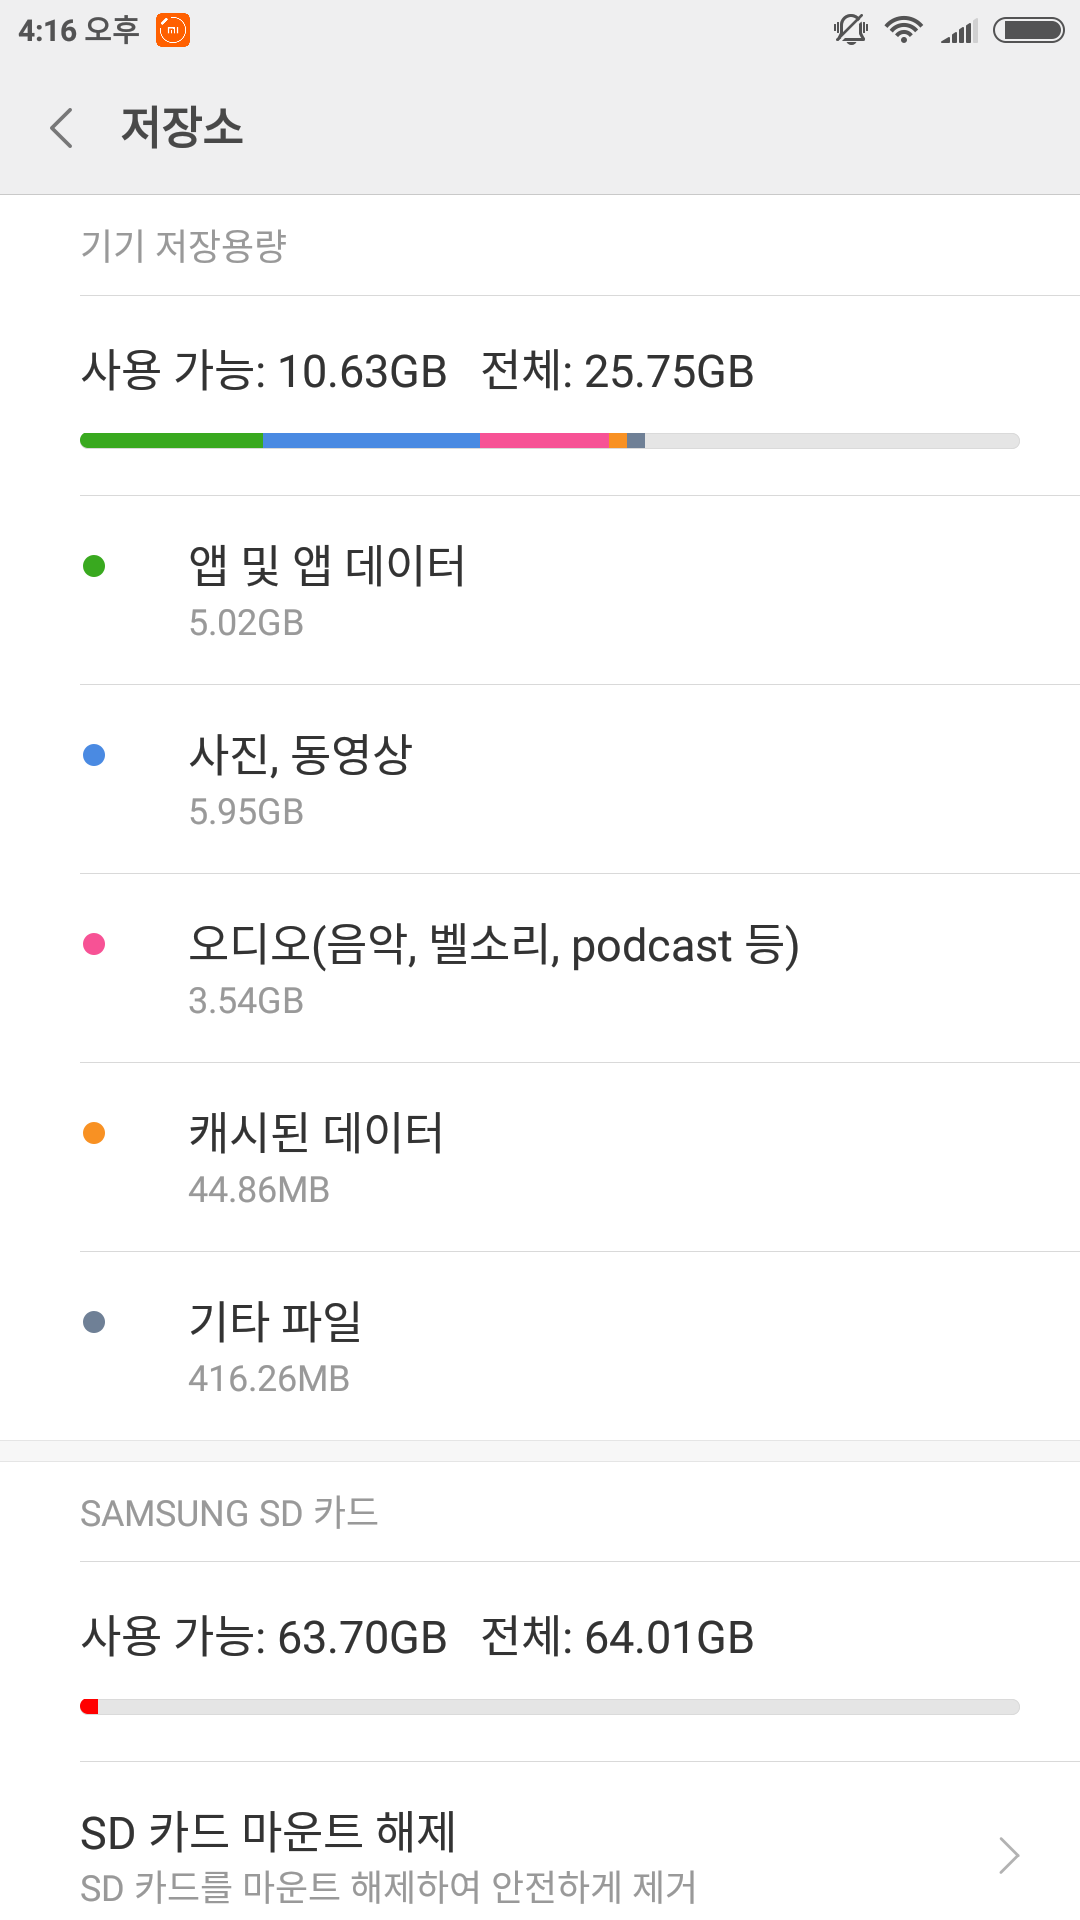 4:16 오후
저장소
기기 저장용량
사용 가능: 10.63GB 전체: 25.75GB
앱 및 앱 데이터
5.02GB
사진, 동영상
5.95GB
오디오(음악, 벨소리, podcast 등)
3.54GB
캐시된 데이터
44.86MB
기타 파일
416.26MB
SAMSUNG SD 카드
사용 가능: 63.70GB 전체: 64.01GB
SD 카드 마운트 해제
SD 카드를 마운트 해제하여 안전하게 제거